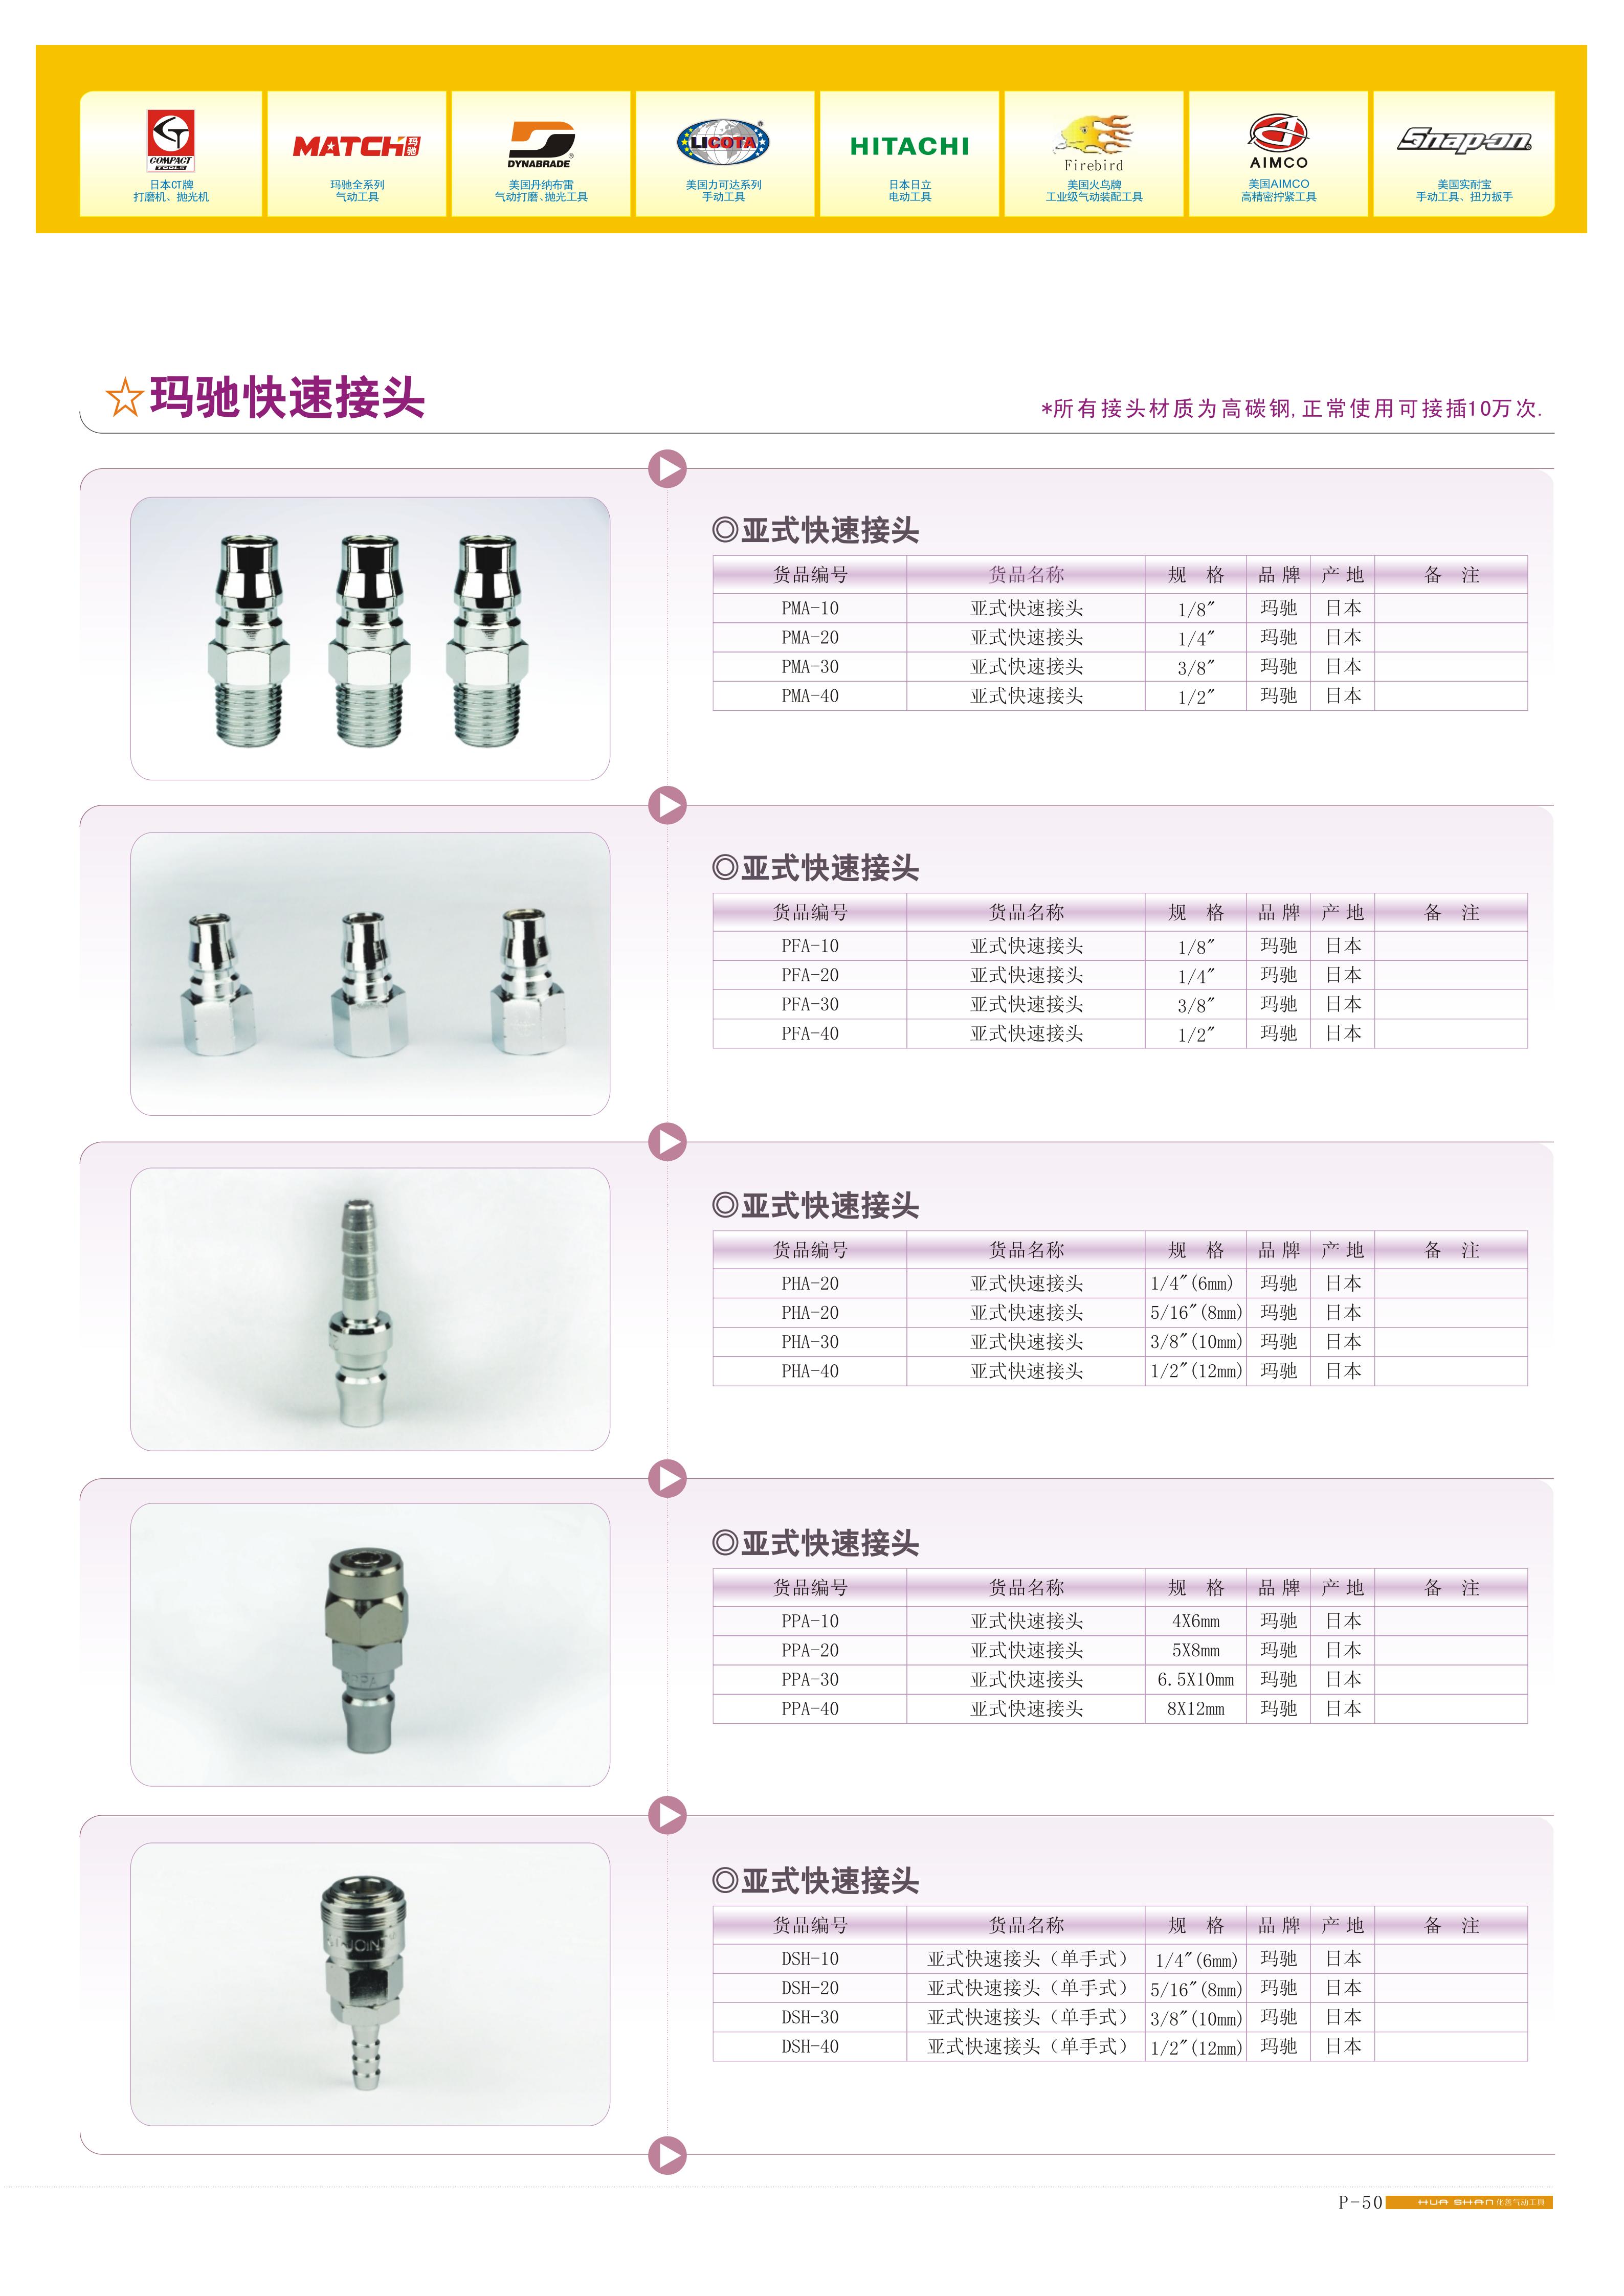 COMPACT
TOOLS
日本CT牌
打磨机、抛光机
MATCH 玛驰
玛驰全系列
气动工具
DYNABRADE®
美国丹纳布雷
气动打磨、抛光工具
LICOTA®
美国力可达系列
手动工具
HITACHI
日本日立
电动工具
Firebird
美国火鸟牌
工业级气动装配工具
AIMCO
美国AIMCO
高精密拧紧工具
Snap-on
美国实耐宝
手动工具、扭力扳手
☆玛驰快速接头
*所有接头材质为高碳钢,正常使用可接插10万次.
◎亚式快速接头
货品编号 货品名称 规 格 品 牌 产 地 备 注
PMA-10 亚式快速接头 1/8″ 玛驰 日本
PMA-20 亚式快速接头 1/4″ 玛驰 日本
PMA-30 亚式快速接头 3/8″ 玛驰 日本
PMA-40 亚式快速接头 1/2″ 玛驰 日本
◎亚式快速接头
货品编号 货品名称 规 格 品 牌 产 地 备 注
PFA-10 亚式快速接头 1/8″ 玛驰 日本
PFA-20 亚式快速接头 1/4″ 玛驰 日本
PFA-30 亚式快速接头 3/8″ 玛驰 日本
PFA-40 亚式快速接头 1/2″ 玛驰 日本
◎亚式快速接头
货品编号 货品名称 规 格 品 牌 产 地 备 注
PHA-20 亚式快速接头 1/4″(6mm) 玛驰 日本
PHA-20 亚式快速接头 5/16″(8mm) 玛驰 日本
PHA-30 亚式快速接头 3/8″(10mm) 玛驰 日本
PHA-40 亚式快速接头 1/2″(12mm) 玛驰 日本
◎亚式快速接头
货品编号 货品名称 规 格 品 牌 产 地 备 注
PPA-10 亚式快速接头 4X6mm 玛驰 日本
PPA-20 亚式快速接头 5X8mm 玛驰 日本
PPA-30 亚式快速接头 6.5X10mm 玛驰 日本
PPA-40 亚式快速接头 8X12mm 玛驰 日本
JOINT
◎亚式快速接头
货品编号 货品名称 规 格 品 牌 产 地 备 注
DSH-10 亚式快速接头（单手式） 1/4″(6mm) 玛驰 日本
DSH-20 亚式快速接头（单手式） 5/16″(8mm) 玛驰 日本
DSH-30 亚式快速接头（单手式） 3/8″(10mm) 玛驰 日本
DSH-40 亚式快速接头（单手式） 1/2″(12mm) 玛驰 日本
P-50 HUA SHAN 气动工具